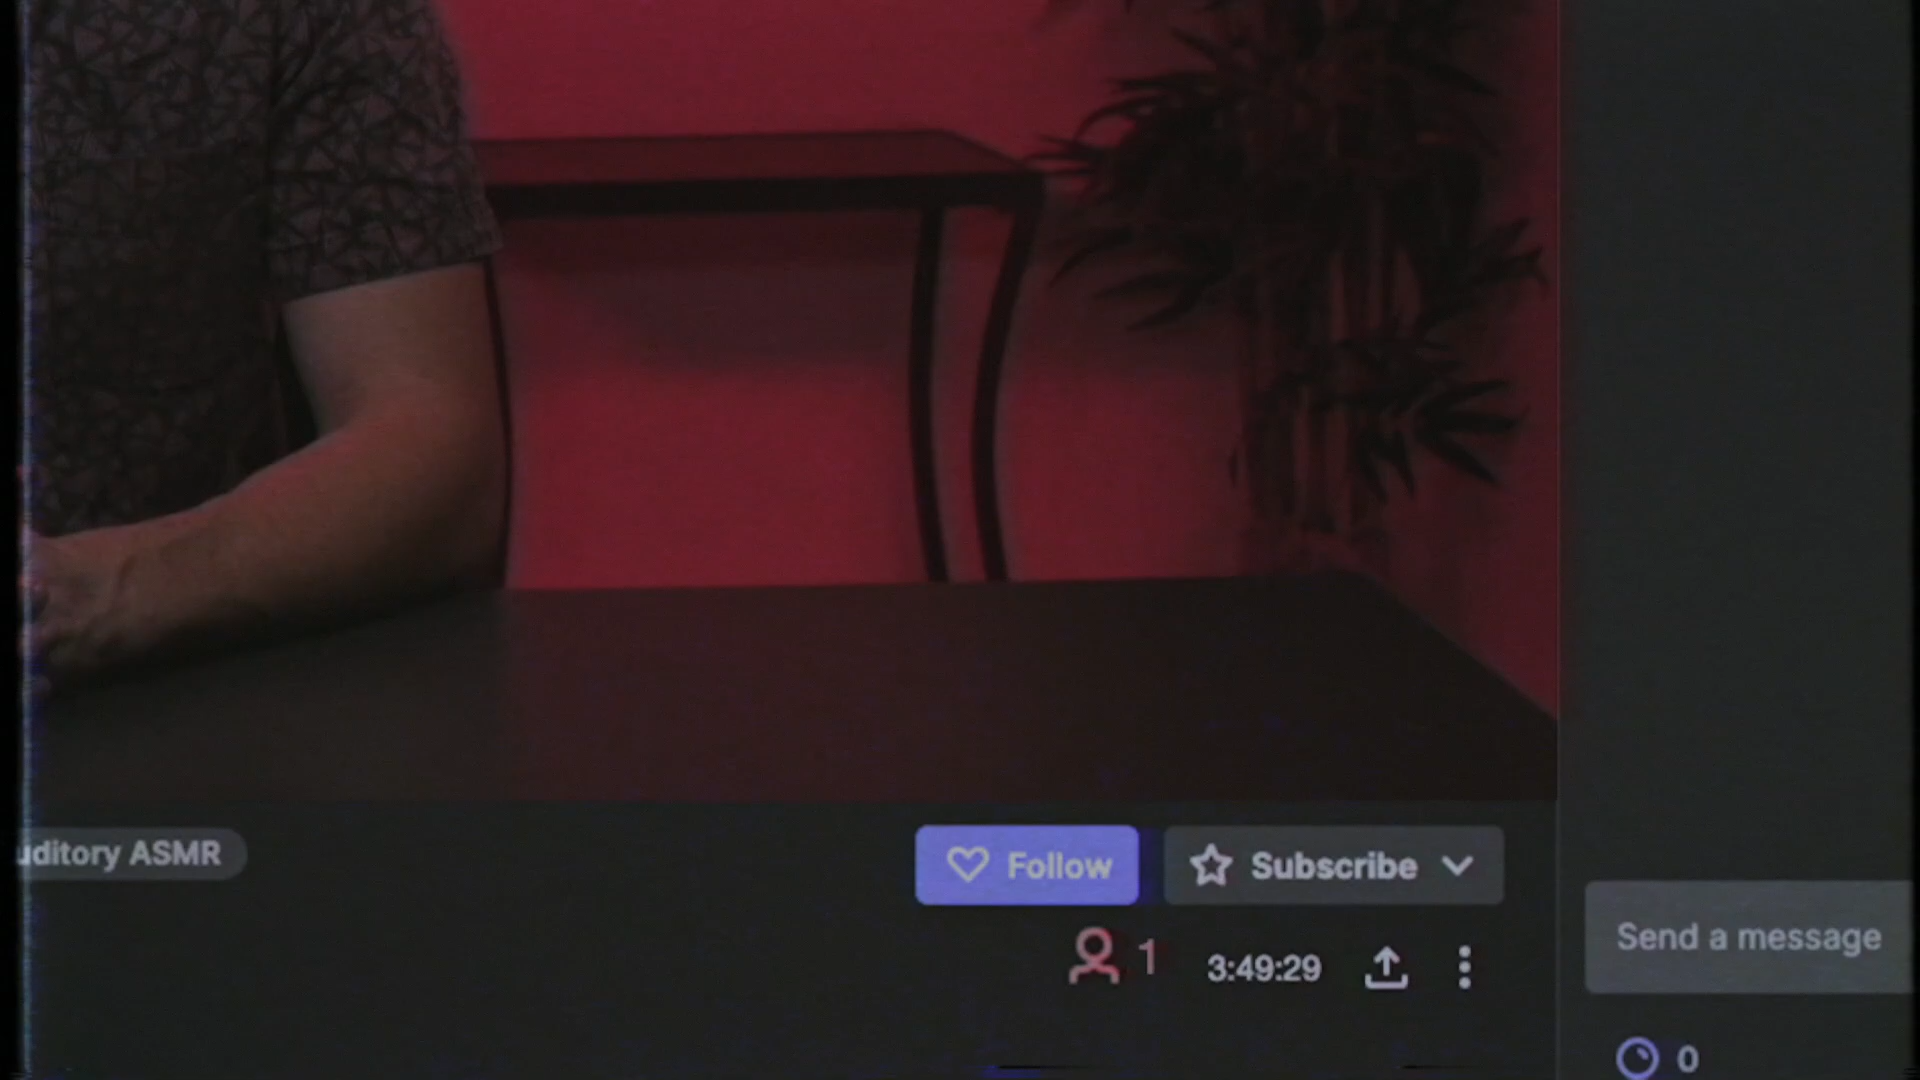 uditory ASMR
Follow
Subscribe
1
3:49:29
Send a message
0